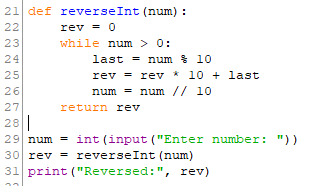 21 def reverseInt(num):
22     rev = 0
23     while num > 0:
24         last = num % 10
25         rev = rev * 10 + last
26         num = num // 10
27     return rev
28
29 num = int(input("Enter number: "))
30 rev = reverseInt(num)
31 print("Reversed:", rev)